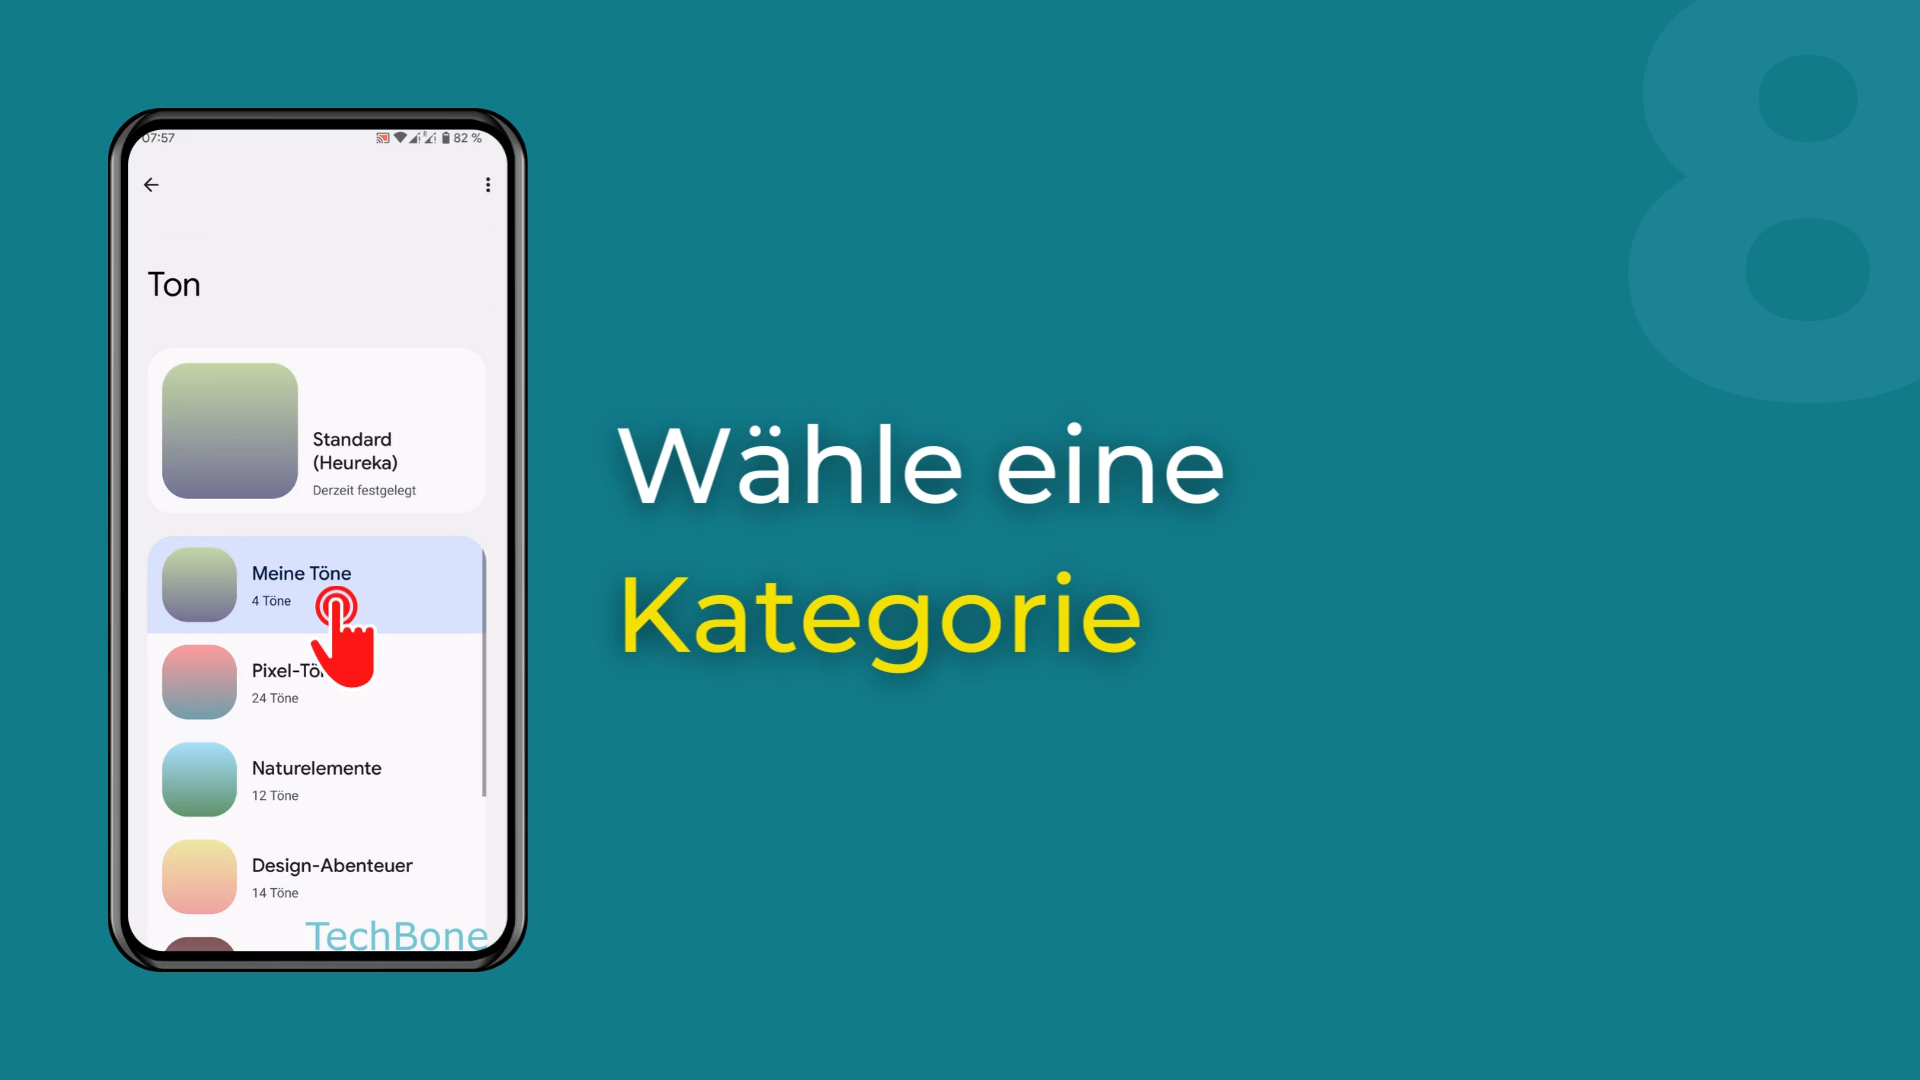 8
07:57
82 %
Ton
Standard
(Heureka)
Derzeit festgelegt
Meine Töne
4 Töne
24 Töne
Naturelemente
12 Töne
Design-Abenteuer
14 Töne
TechBone
Wähle eine
Kategorie